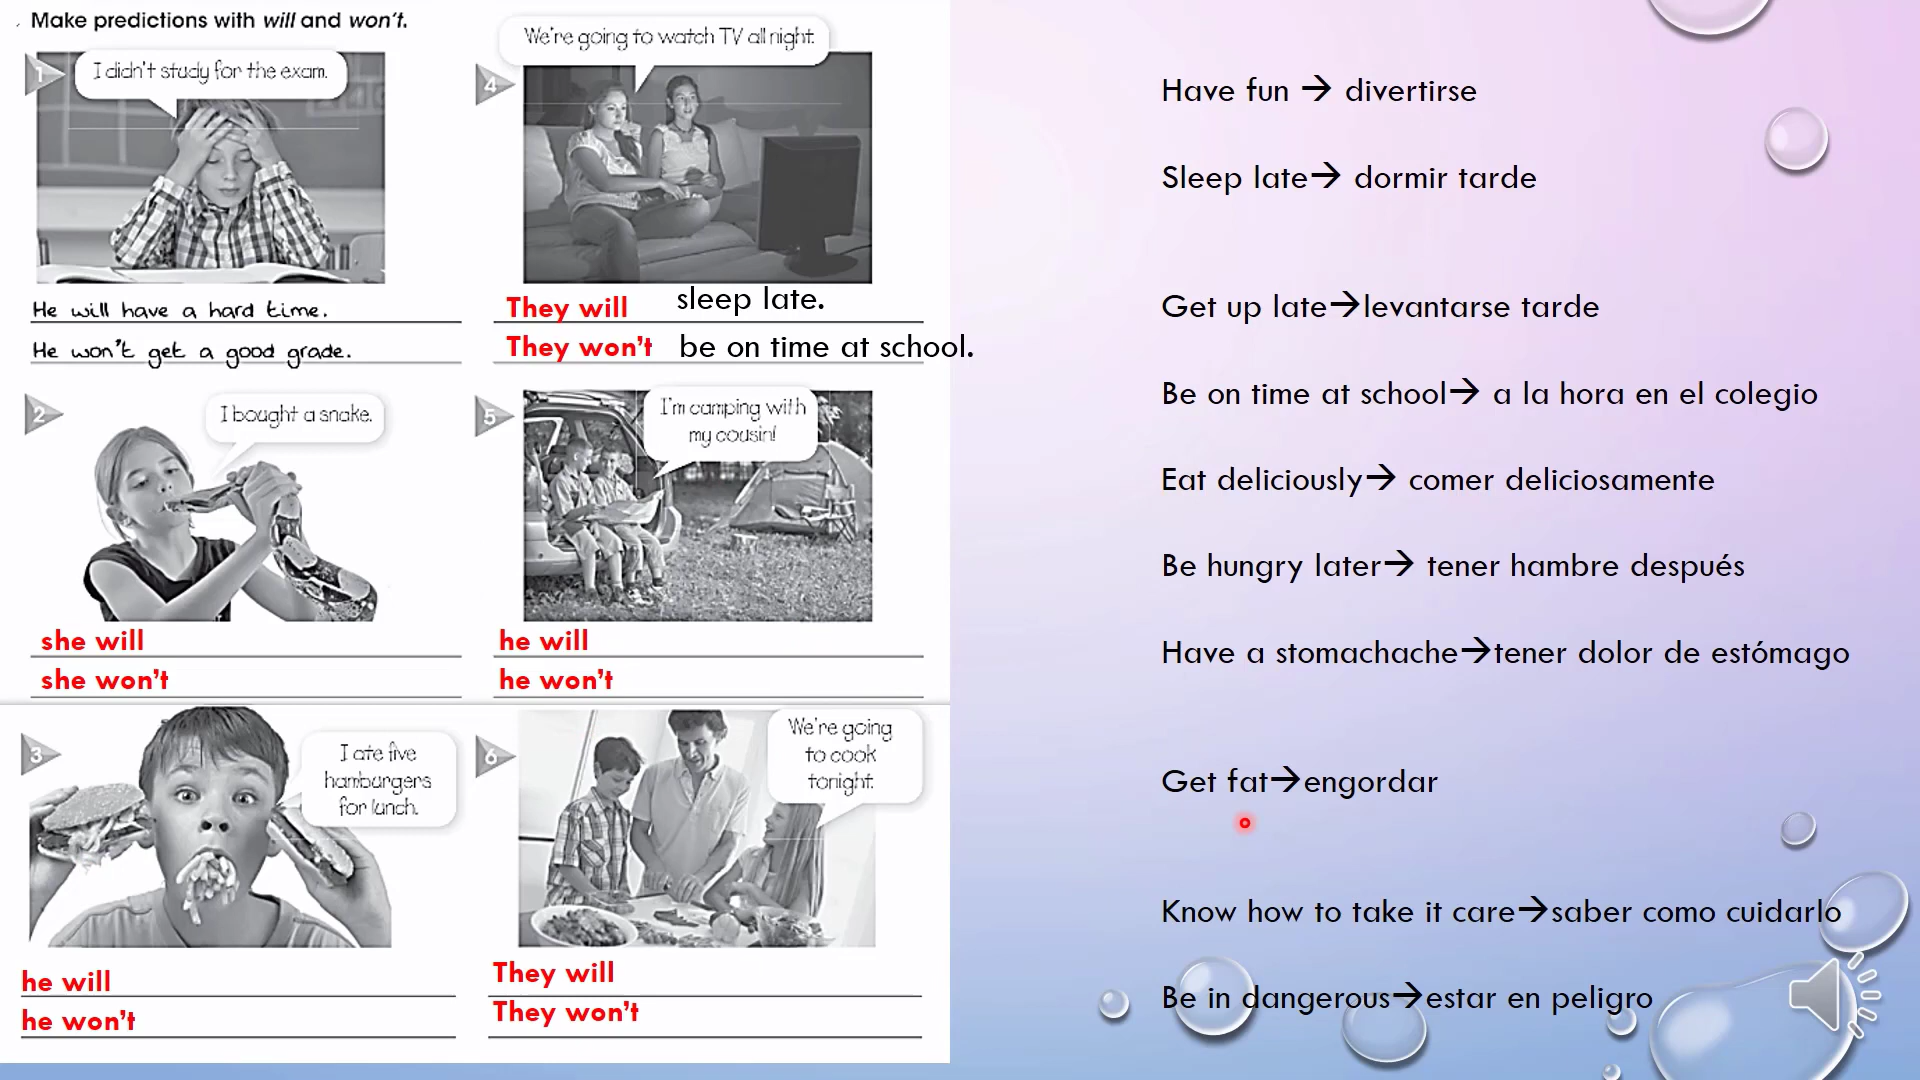 Make predictions with will and won't.
1
I didn't study for the exam.
He will have a hard time.
He won't get a good grade.
4
We're going to watch TV all night.
They will sleep late.
They won't be on time at school.
2
I bought a snake.
she will
she won't
5
I'm camping with
my cousin!
he will
he won't
3
I ate five
hamburgers
for lunch.
he will
he won't
6
We're going
to cook
tonight.
They will
They won't
Have fun → divertirse
Sleep late→ dormir tarde
Get up late→levantarse tarde
Be on time at school→ a la hora en el colegio
Eat deliciously→ comer deliciosamente
Be hungry later→ tener hambre después
Have a stomachache→tener dolor de estómago
Get fat→engordar
Know how to take it care→saber como cuidarlo
Be in dangerous→estar en peligro